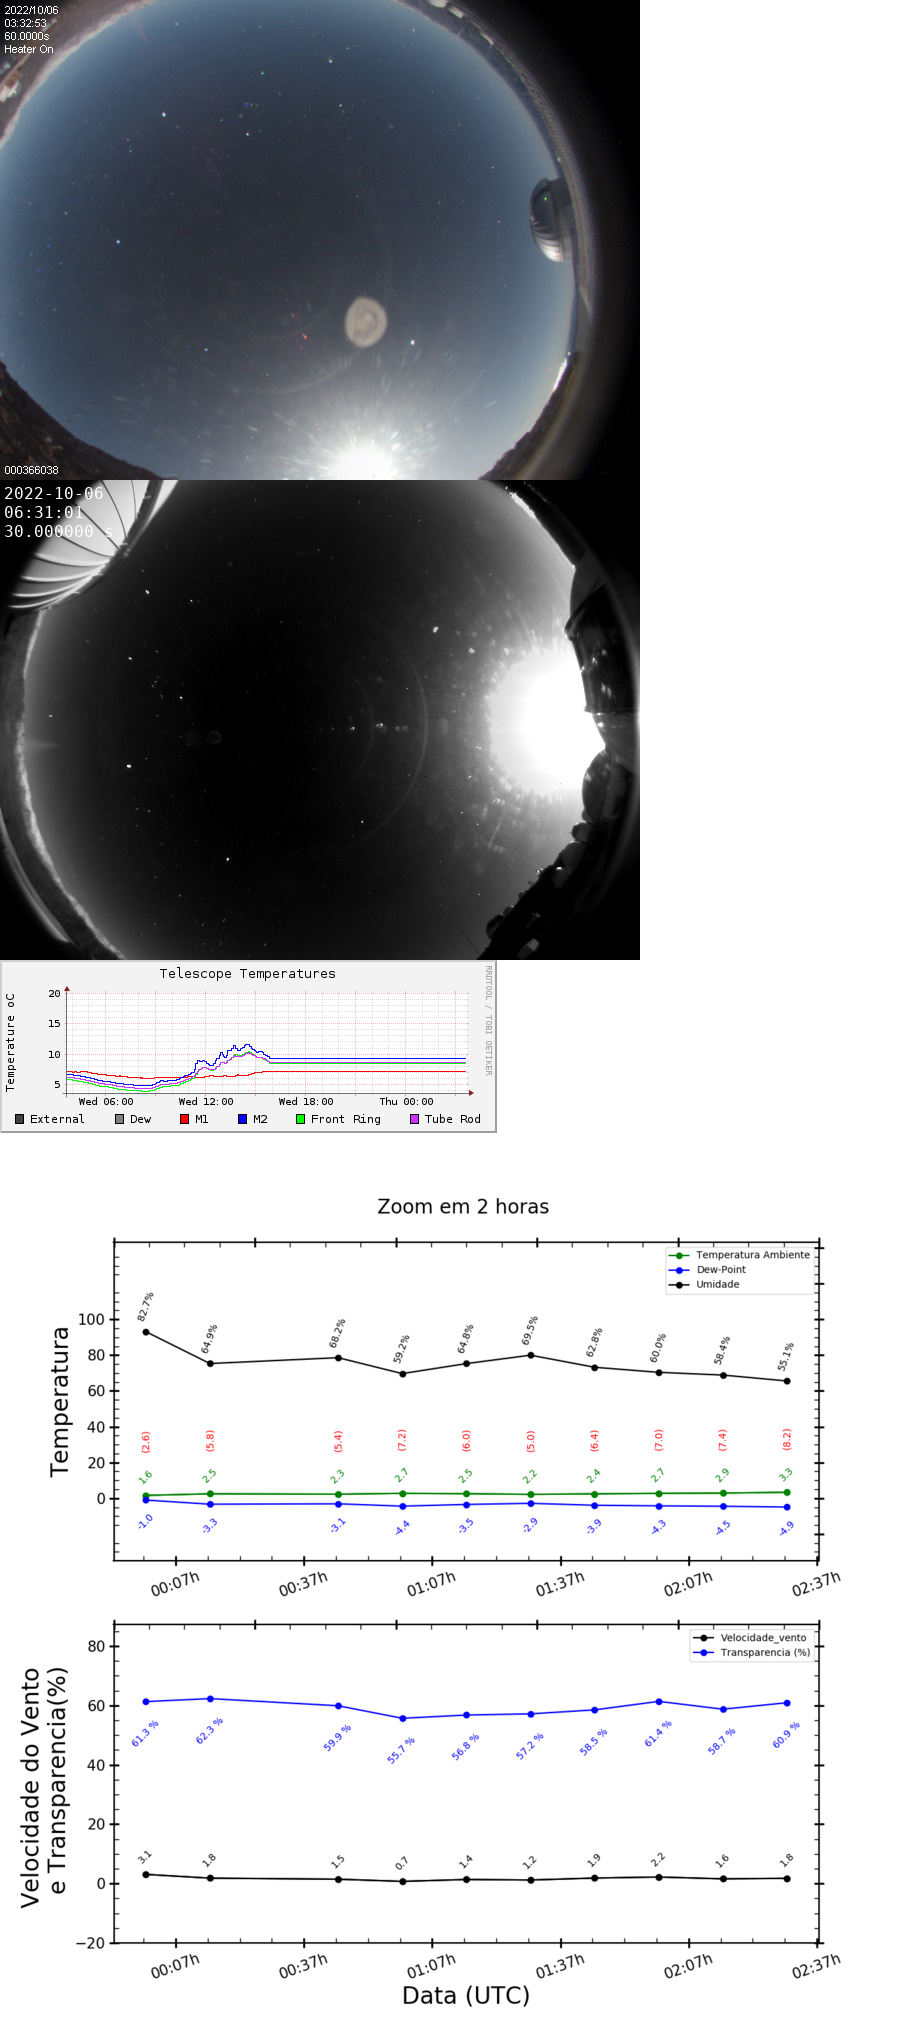 2022/10/06
03:32:53
60.0000s
Heater On
000366038
2022-10-06
06:31:01
30.000000 s
Telescope Temperatures
RRDTOOL / TOBI OETIKER
Temperature oC
20
15
10
5
Wed 06:00 Wed 12:00 Wed 18:00 Thu 00:00
External Dew M1 M2 Front Ring Tube Rod
Zoom em 2 horas
Temperatura Ambiente
Dew-Point
Umidade
Temperatura
100
80
60
40
20
0
82.7% 64.9% 68.2% 59.2% 64.8% 69.5% 62.8% 60.0% 58.4% 55.1%
(2.6) (5.8) (5.4) (7.2) (6.0) (5.0) (6.4) (7.0) (7.4) (8.2)
1.6 2.5 2.3 2.7 2.5 2.2 2.4 2.7 2.9 3.3
-1.0 -3.3 -3.1 -4.4 -3.5 -2.9 -3.9 -4.3 -4.5 -4.9
00:07h 00:37h 01:07h 01:37h 02:07h 02:37h
Velocidade_vento
Transparencia (%)
Velocidade do Vento
e Transparencia(%)
80
60
40
20
0
−20
61.3 % 62.3 % 59.9 % 55.7 % 56.8 % 57.2 % 58.5 % 61.4 % 58.7 % 60.9 %
3.1 1.8 1.5 0.7 1.4 1.2 1.9 2.2 1.6 1.8
00:07h 00:37h 01:07h 01:37h 02:07h 02:37h
Data (UTC)